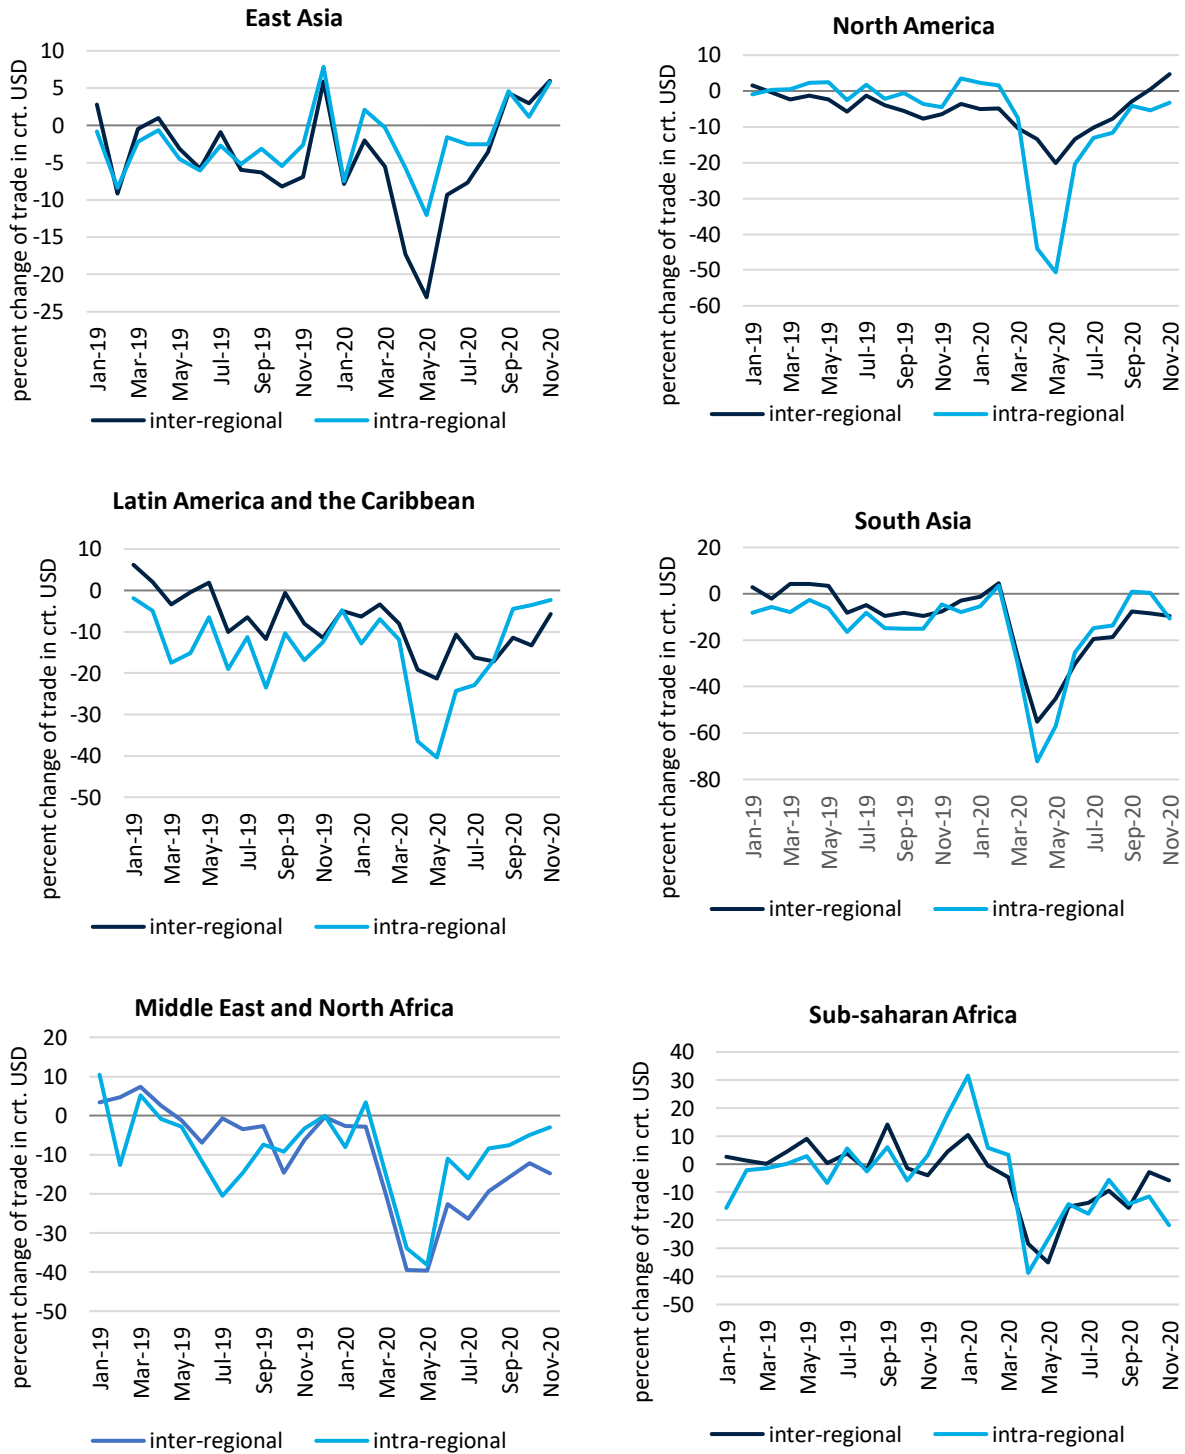 East Asia
percent change of trade in crt. USD
10
5
0
-5
-10
-15
-20
-25
Jan-19
Mar-19
May-19
Jul-19
Sep-19
Nov-19
Jan-20
Mar-20
May-20
Jul-20
Sep-20
Nov-20
inter-regional intra-regional
North America
percent change of trade in crt. USD
10
0
-10
-20
-30
-40
-50
-60
Jan-19
Mar-19
May-19
Jul-19
Sep-19
Nov-19
Jan-20
Mar-20
May-20
Jul-20
Sep-20
Nov-20
inter-regional intra-regional
Latin America and the Caribbean
percent change of trade in crt. USD
10
0
-10
-20
-30
-40
-50
Jan-19
Mar-19
May-19
Jul-19
Sep-19
Nov-19
Jan-20
Mar-20
May-20
Jul-20
Sep-20
Nov-20
inter-regional intra-regional
South Asia
percent change of trade in crt. USD
20
0
-20
-40
-60
-80
Jan-19
Mar-19
May-19
Jul-19
Sep-19
Nov-19
Jan-20
Mar-20
May-20
Jul-20
Sep-20
Nov-20
inter-regional intra-regional
Middle East and North Africa
percent change of trade in crt. USD
20
10
0
-10
-20
-30
-40
-50
Jan-19
Mar-19
May-19
Jul-19
Sep-19
Nov-19
Jan-20
Mar-20
May-20
Jul-20
Sep-20
Nov-20
inter-regional intra-regional
Sub-saharan Africa
percent change of trade in crt. USD
40
30
20
10
0
-10
-20
-30
-40
-50
Jan-19
Mar-19
May-19
Jul-19
Sep-19
Nov-19
Jan-20
Mar-20
May-20
Jul-20
Sep-20
Nov-20
inter-regional intra-regional